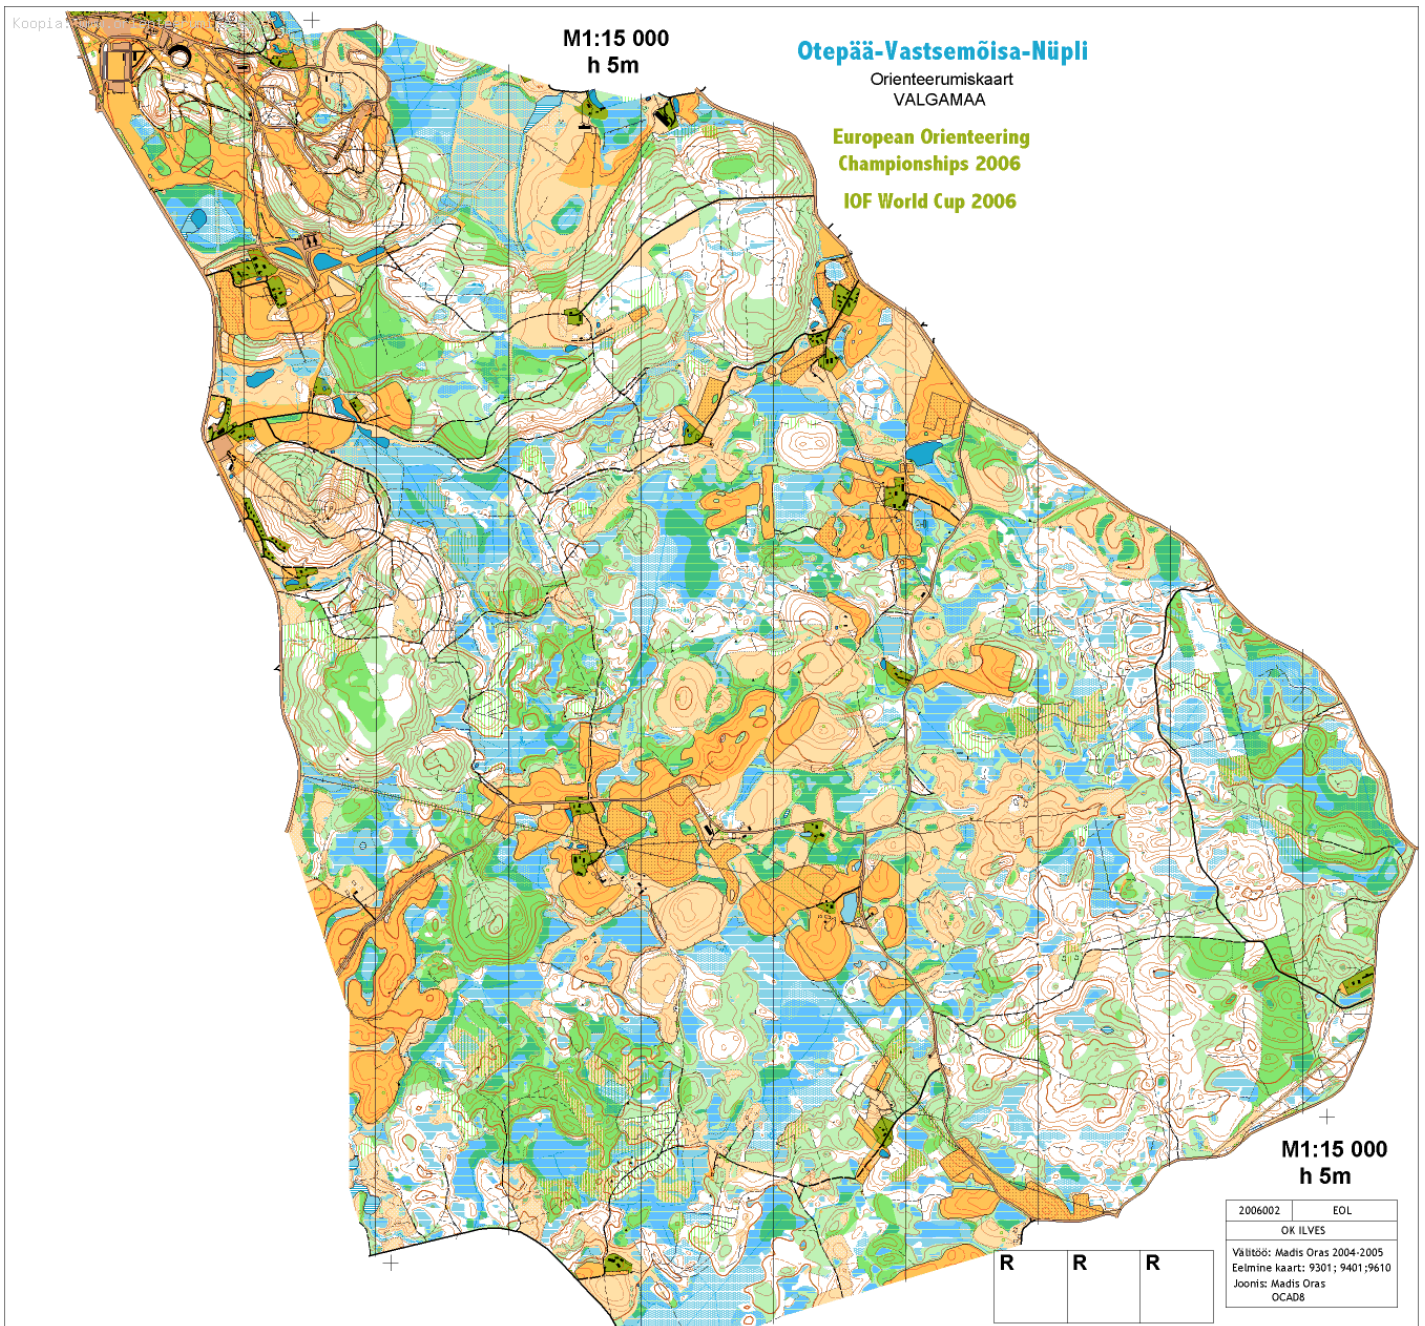 Koopia:
M1:15 000
h 5m
Otepää-Vastsemõisa-Nüpli
Orienteerumiskaart
VALGAMAA
European Orienteering
Championships 2006
IOF World Cup 2006
M1:15 000
h 5m
2006002 EOL
OK ILVES
Välitöö: Madis Oras 2004-2005
Eelmine kaart: 9301; 9401;9610
Joonis: Madis Oras
OCAD8
R R R